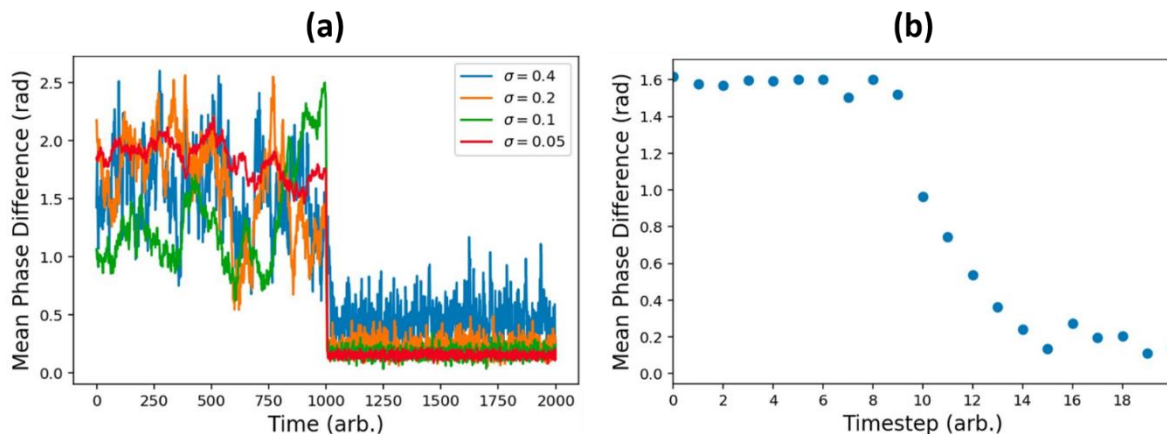 (a)
Mean Phase Difference (rad)
2.5
2.0
1.5
1.0
0.5
0.0
σ = 0.4
σ = 0.2
σ = 0.1
σ = 0.05
0 250 500 750 1000 1250 1500 1750 2000
Time (arb.)
(b)
Mean Phase Difference (rad)
1.6
1.4
1.2
1.0
0.8
0.6
0.4
0.2
0.0
0 2 4 6 8 10 12 14 16 18
Timestep (arb.)